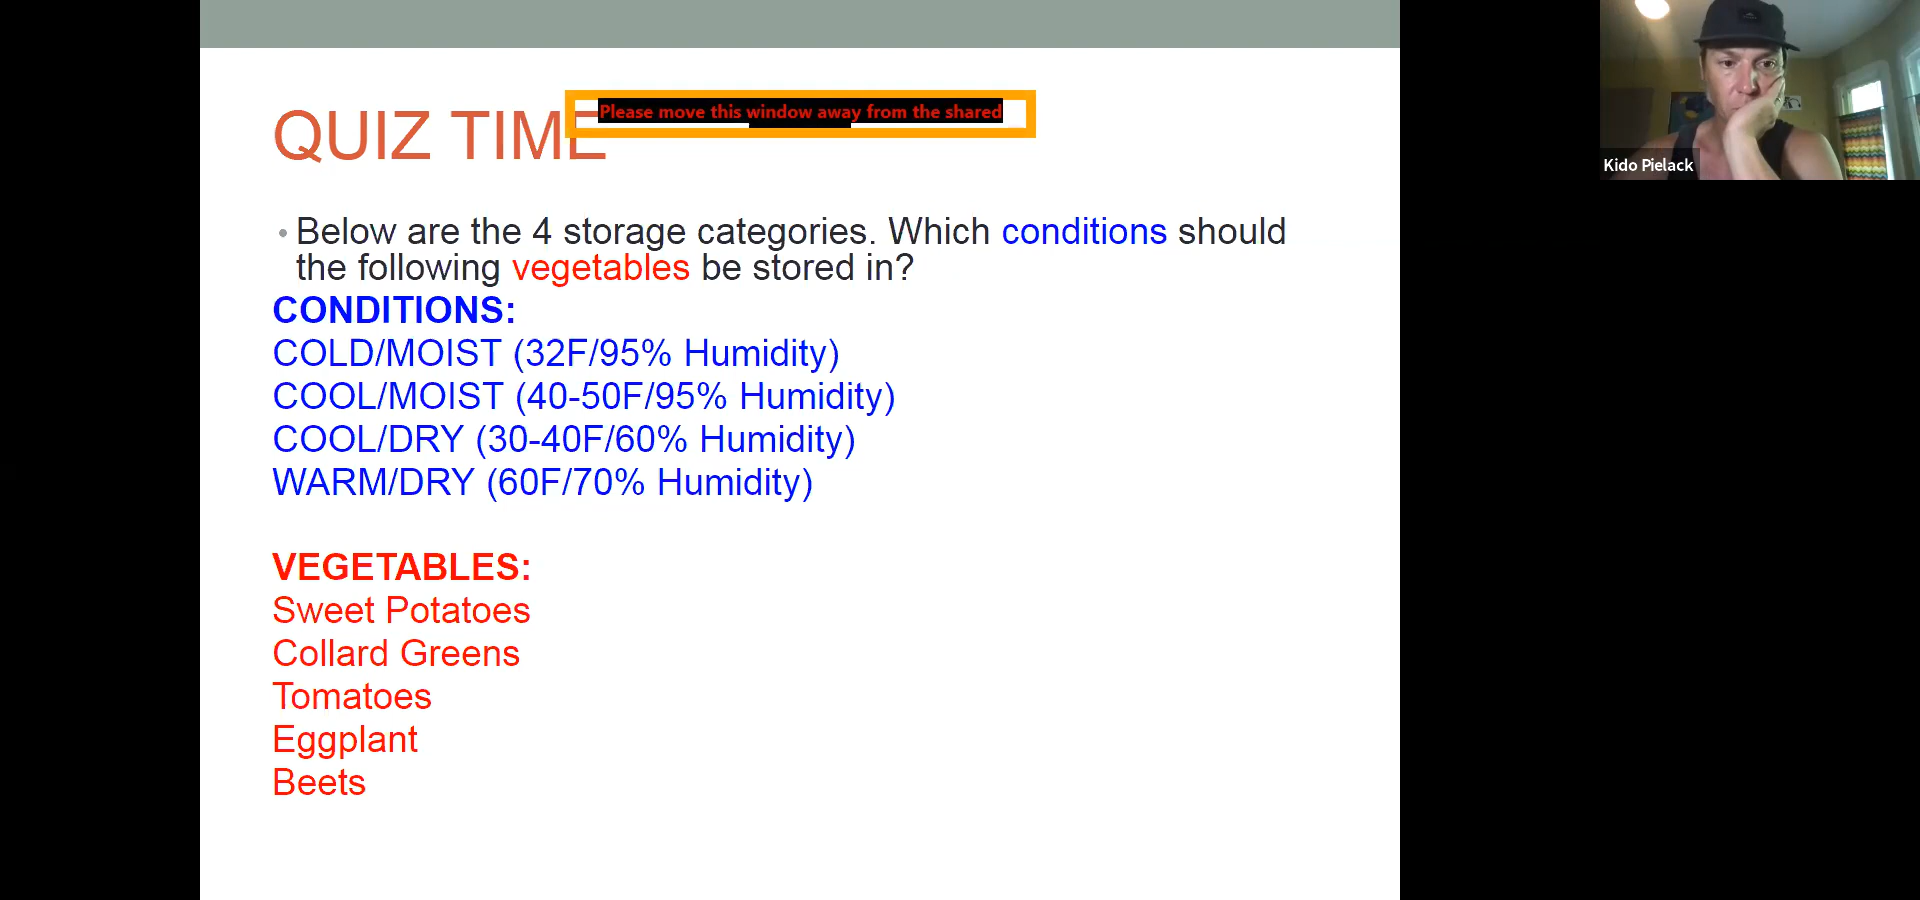 QUIZ TIME
Please move this window away from the shared
• Below are the 4 storage categories. Which conditions should
the following vegetables be stored in?
CONDITIONS:
COLD/MOIST (32F/95% Humidity)
COOL/MOIST (40-50F/95% Humidity)
COOL/DRY (30-40F/60% Humidity)
WARM/DRY (60F/70% Humidity)
VEGETABLES:
Sweet Potatoes
Collard Greens
Tomatoes
Eggplant
Beets
Kido Pielack